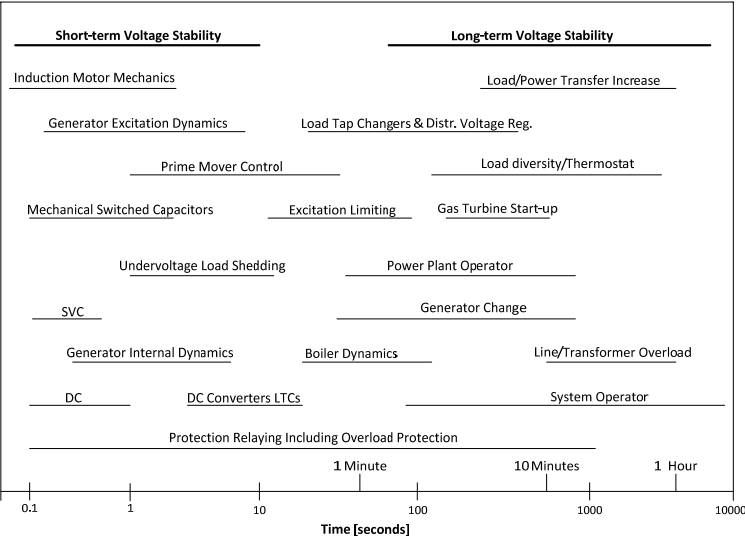 Short-term Voltage Stability
Long-term Voltage Stability
Induction Motor Mechanics
Load/Power Transfer Increase
Generator Excitation Dynamics
Load Tap Changers & Distr. Voltage Reg.
Prime Mover Control
Load diversity/Thermostat
Mechanical Switched Capacitors
Excitation Limiting
Gas Turbine Start-up
Undervoltage Load Shedding
Power Plant Operator
SVC
Generator Change
Generator Internal Dynamics
Boiler Dynamics
Line/Transformer Overload
DC
DC Converters LTCs
System Operator
Protection Relaying Including Overload Protection
1 Minute
10 Minutes
1 Hour
0.1
1
10
100
1000
10000
Time [seconds]